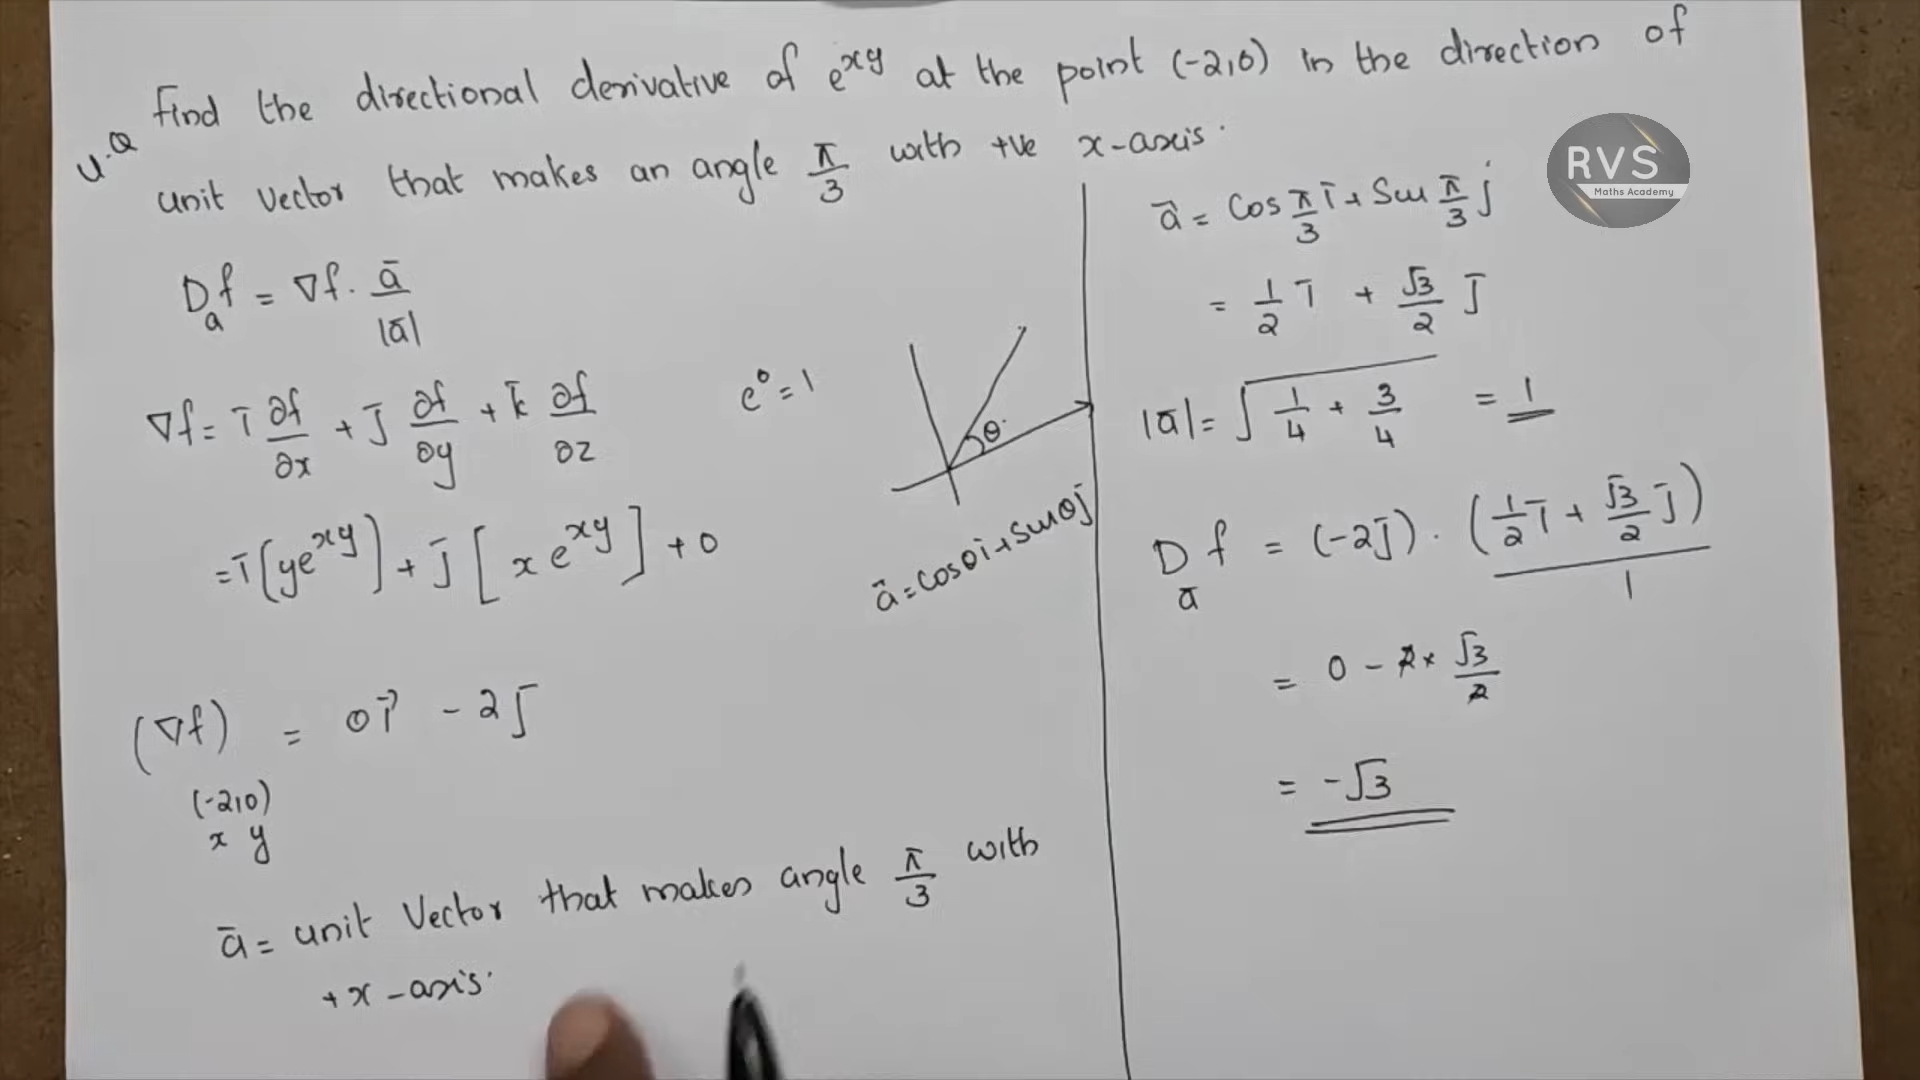 Find the directional derivative of e^xy at the point (-2,0) in the direction of
U.Q
unit vector that makes an angle π/3 with +ve x-axis.
RVS
Maths Academy
D_a f = ∇f . ā/|ā|
∇f = ī ∂f/∂x + j̄ ∂f/∂y + k̄ ∂f/∂z
e^0 = 1
= ī(ye^xy) + j̄[xe^xy] + 0
θ
ā = cosθi + sinθj
(∇f) = 0ī - 2j̄
(-2,0)
x y
ā = unit vector that makes angle π/3 with
+x-axis.
ā = Cos π/3 ī + Sin π/3 j
= 1/2 ī + √3/2 j̄
|ā| = √(1/4 + 3/4) = 1
D_ā f = (-2j̄) . (1/2 ī + √3/2 j̄)/1
= 0 - 2 × √3/2
= -√3